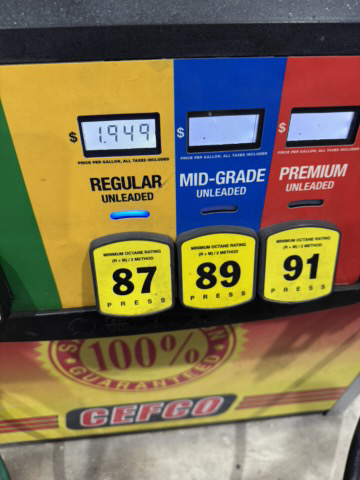 $ 1.949
PRICE PER GALLON, ALL TAXES INCLUDED
REGULAR
UNLEADED
$
PRICE PER GALLON, ALL TAXES INCLUDED
MID-GRADE
UNLEADED
$
PRICE PER GALLON, ALL TAXES INCLUDED
PREMIUM
UNLEADED
MINIMUM OCTANE RATING
(R + M) / 2 METHOD
87
PRESS
MINIMUM OCTANE RATING
(R + M) / 2 METHOD
89
PRESS
MINIMUM OCTANE RATING
(R + M) / 2 METHOD
91
PRESS
100%
GUARANTEED
GEFCO